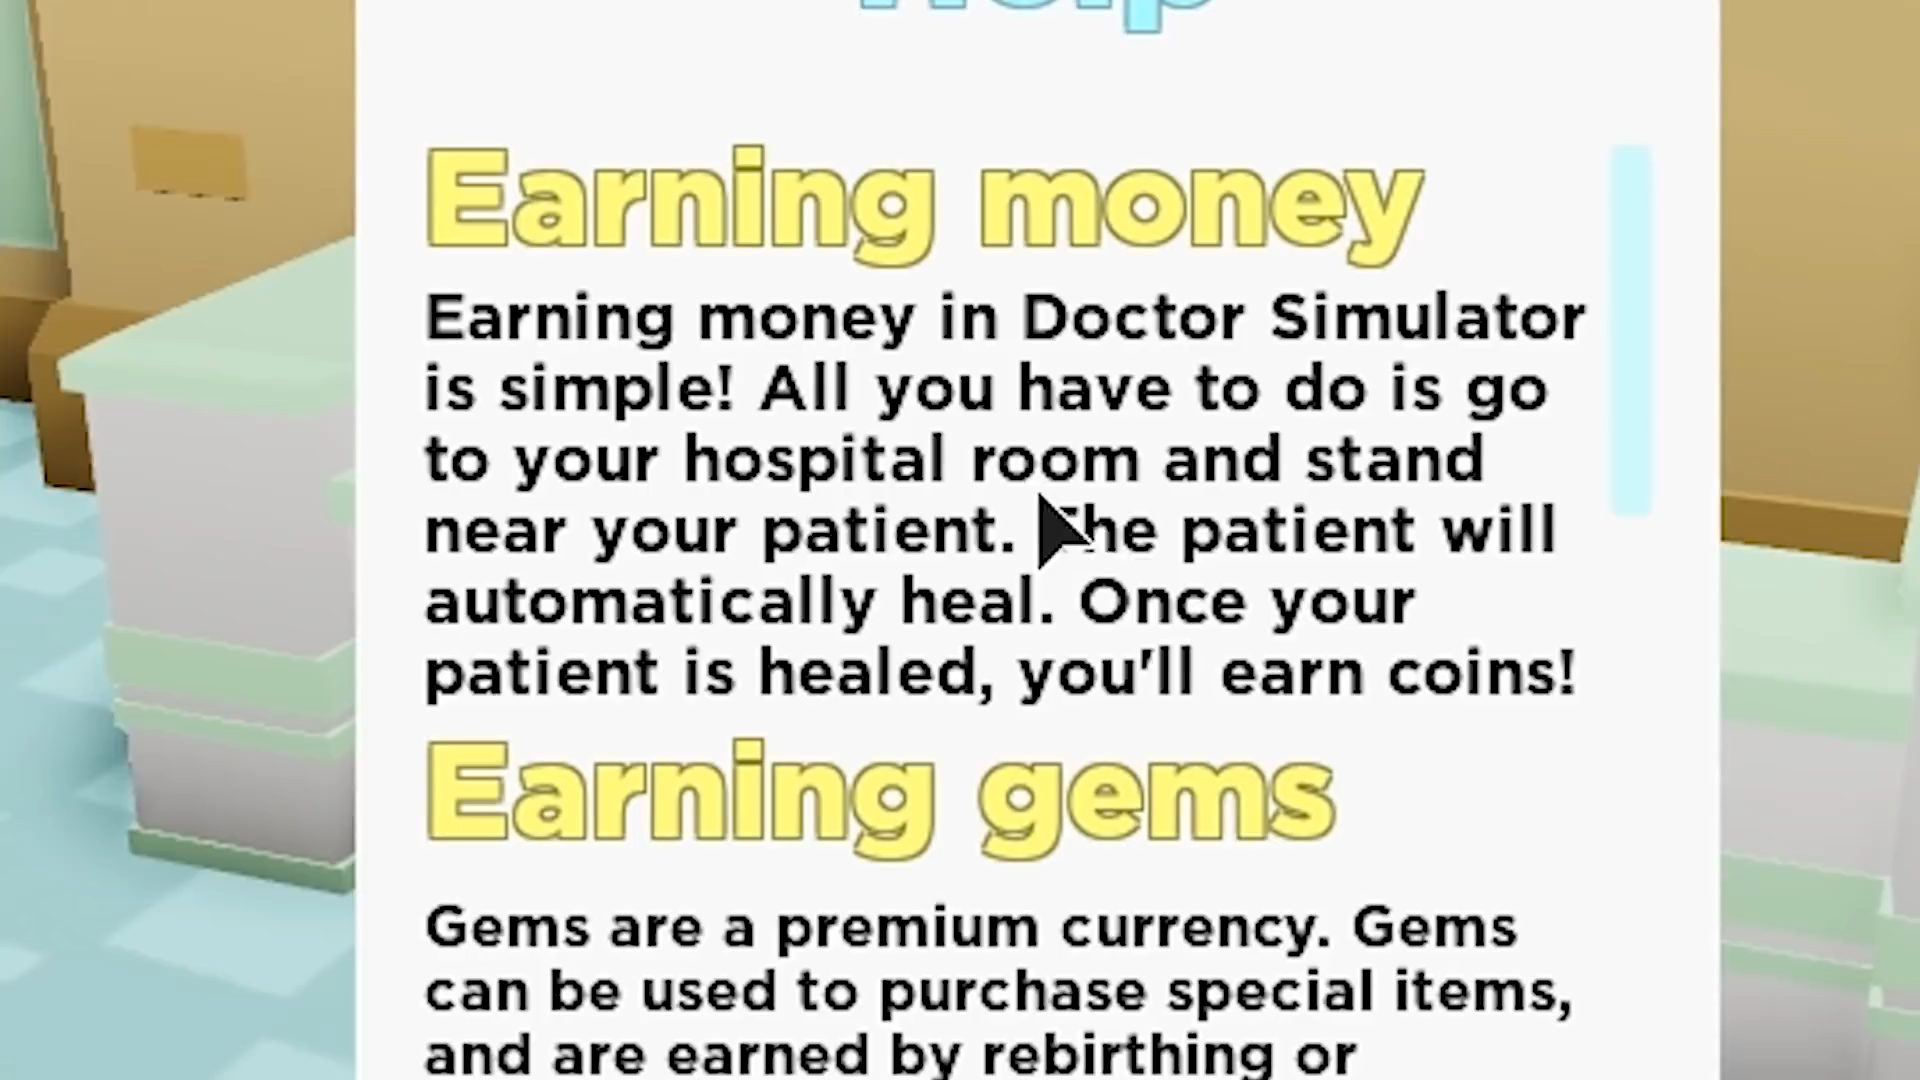 Help
Earning money
Earning money in Doctor Simulator
is simple! All you have to do is go
to your hospital room and stand
near your patient. The patient will
automatically heal. Once your
patient is healed, you'll earn coins!
Earning gems
Gems are a premium currency. Gems
can be used to purchase special items,
and are earned by rebirthing or